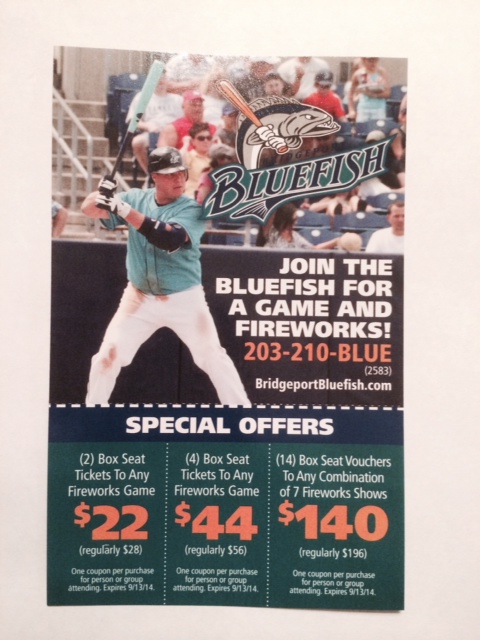 BLUEFISH
JOIN THE
BLUEFISH FOR
A GAME AND
FIREWORKS!
203-210-BLUE
(2583)
BridgeportBluefish.com
SPECIAL OFFERS
(2) Box Seat
Tickets To Any
Fireworks Game
$22
(regularly $28)
One coupon per purchase
for person or group
attending. Expires 9/13/14.
(4) Box Seat
Tickets To Any
Fireworks Game
$44
(regularly $56)
One coupon per purchase
for person or group
attending. Expires 9/13/14.
(14) Box Seat Vouchers
To Any Combination
of 7 Fireworks Shows
$140
(regularly $196)
One coupon per purchase
for person or group
attending. Expires 9/13/14.